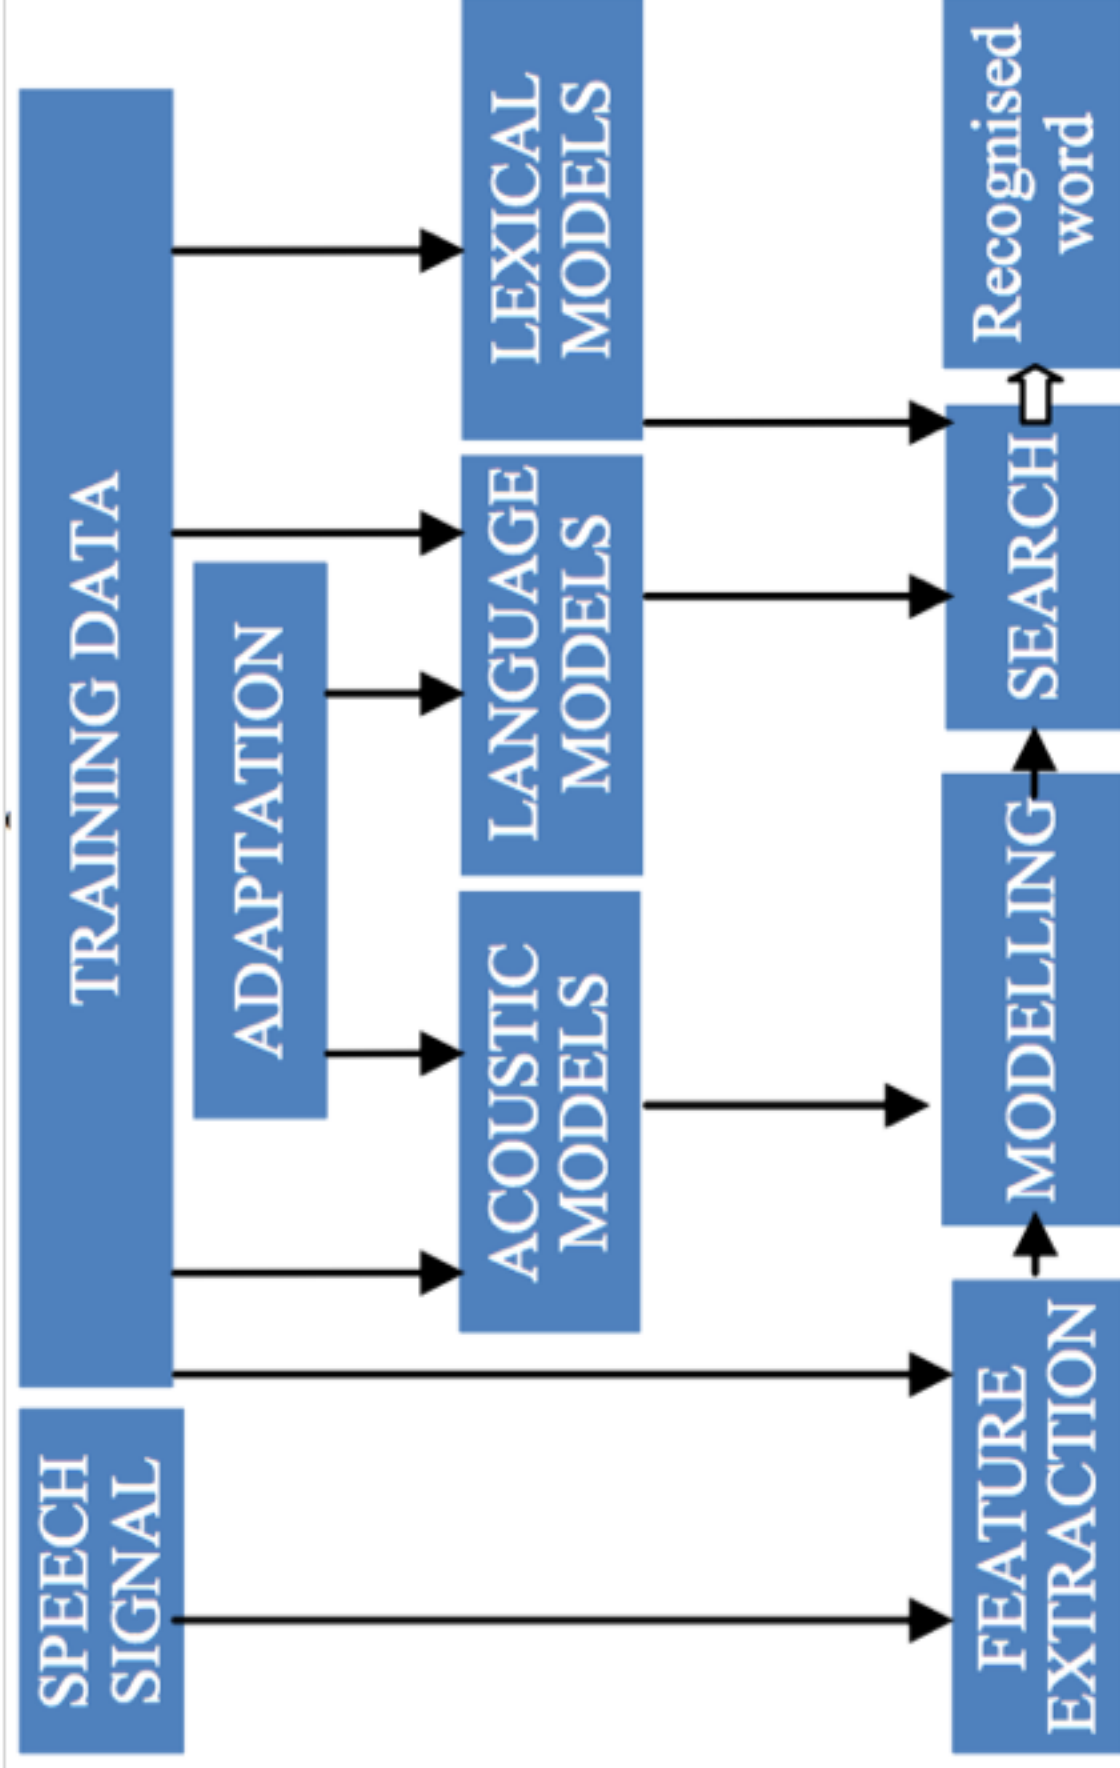 SPEECH
SIGNAL
TRAINING DATA
ADAPTATION
ACOUSTIC
MODELS
LANGUAGE
MODELS
LEXICAL
MODELS
FEATURE
EXTRACTION
MODELLING
SEARCH
Recognised
word